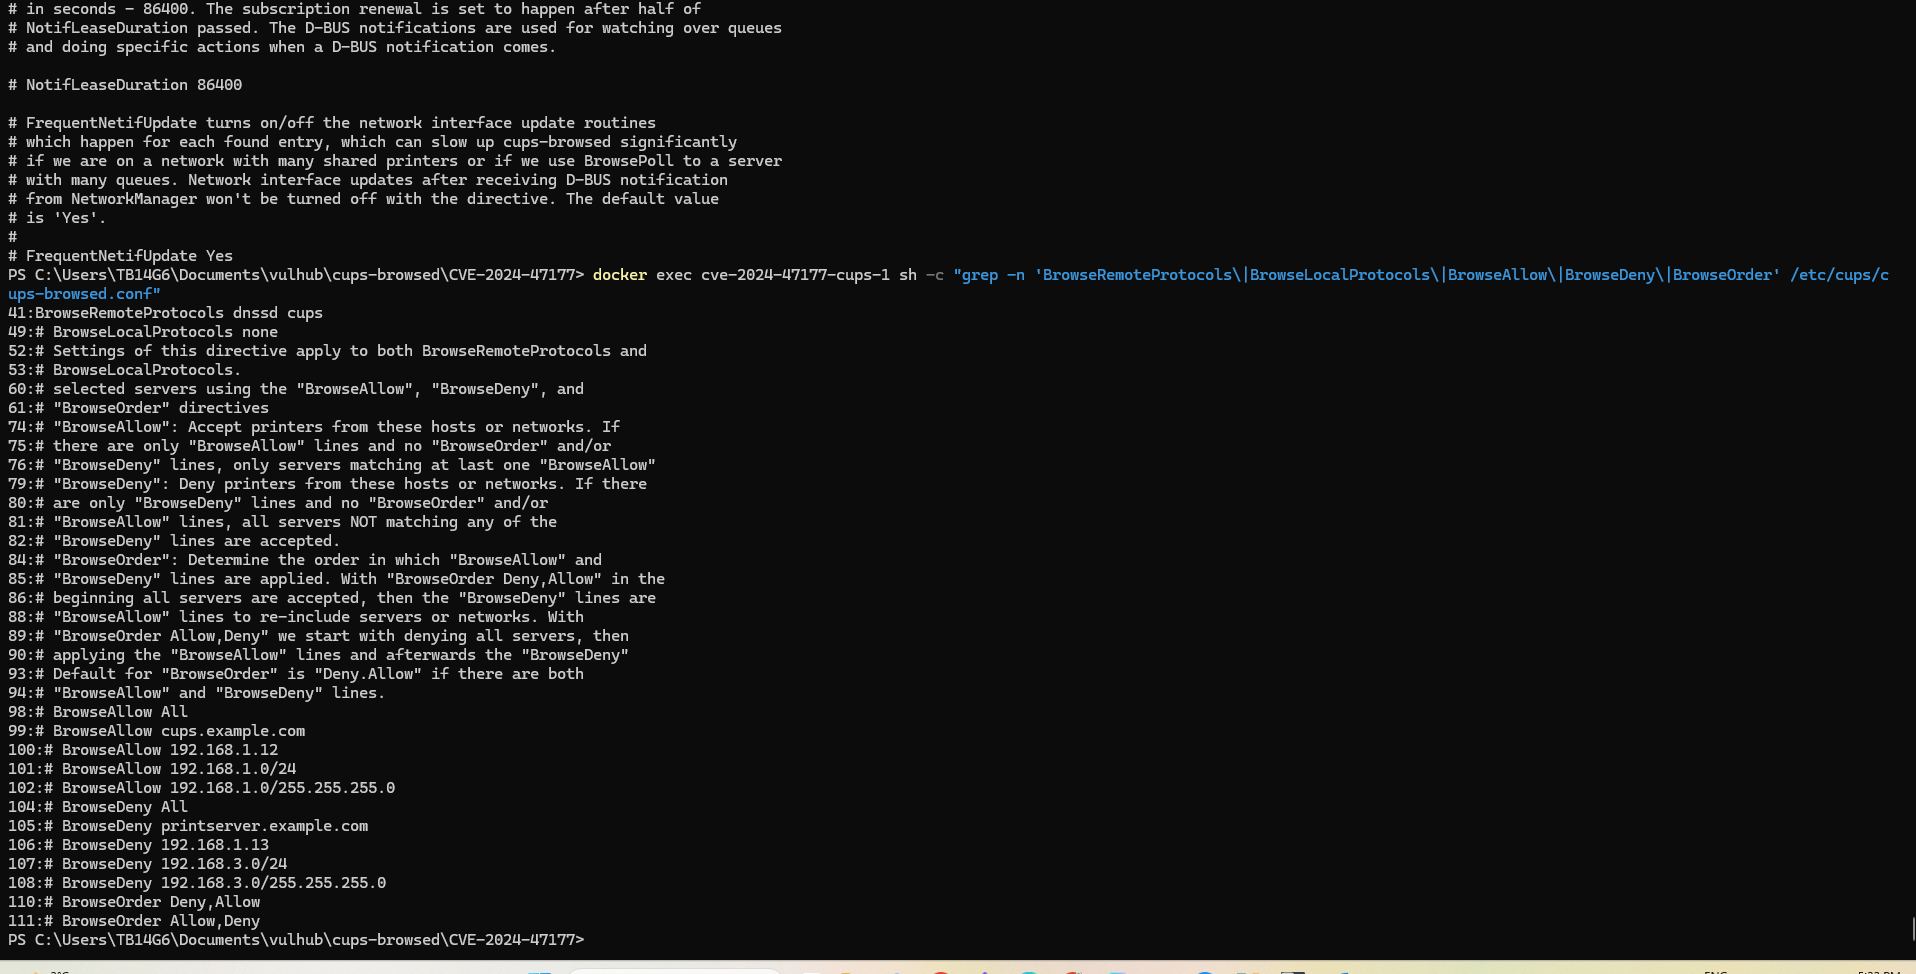 # in seconds - 86400. The subscription renewal is set to happen after half of
# NotifLeaseDuration passed. The D-BUS notifications are used for watching over queues
# and doing specific actions when a D-BUS notification comes.
# NotifLeaseDuration 86400
# FrequentNetifUpdate turns on/off the network interface update routines
# which happen for each found entry, which can slow up cups-browsed significantly
# if we are on a network with many shared printers or if we use BrowsePoll to a server
# with many queues. Network interface updates after receiving D-BUS notification
# from NetworkManager won't be turned off with the directive. The default value
# is 'Yes'.
#
# FrequentNetifUpdate Yes
PS C:\Users\TB14G6\Documents\vulhub\cups-browsed\CVE-2024-47177> docker exec cve-2024-47177-cups-1 sh -c "grep -n 'BrowseRemoteProtocols\|BrowseLocalProtocols\|BrowseAllow\|BrowseDeny\|BrowseOrder' /etc/cups/c
ups-browsed.conf"
41:BrowseRemoteProtocols dnssd cups
49:# BrowseLocalProtocols none
52:# Settings of this directive apply to both BrowseRemoteProtocols and
53:# BrowseLocalProtocols.
60:# selected servers using the "BrowseAllow", "BrowseDeny", and
61:# "BrowseOrder" directives
74:# "BrowseAllow": Accept printers from these hosts or networks. If
75:# there are only "BrowseAllow" lines and no "BrowseOrder" and/or
76:# "BrowseDeny" lines, only servers matching at last one "BrowseAllow"
79:# "BrowseDeny": Deny printers from these hosts or networks. If there
80:# are only "BrowseDeny" lines and no "BrowseOrder" and/or
81:# "BrowseAllow" lines, all servers NOT matching any of the
82:# "BrowseDeny" lines are accepted.
84:# "BrowseOrder": Determine the order in which "BrowseAllow" and
85:# "BrowseDeny" lines are applied. With "BrowseOrder Deny,Allow" in the
86:# beginning all servers are accepted, then the "BrowseDeny" lines are
88:# "BrowseAllow" lines to re-include servers or networks. With
89:# "BrowseOrder Allow,Deny" we start with denying all servers, then
90:# applying the "BrowseAllow" lines and afterwards the "BrowseDeny"
93:# Default for "BrowseOrder" is "Deny.Allow" if there are both
94:# "BrowseAllow" and "BrowseDeny" lines.
98:# BrowseAllow All
99:# BrowseAllow cups.example.com
100:# BrowseAllow 192.168.1.12
101:# BrowseAllow 192.168.1.0/24
102:# BrowseAllow 192.168.1.0/255.255.255.0
104:# BrowseDeny All
105:# BrowseDeny printserver.example.com
106:# BrowseDeny 192.168.1.13
107:# BrowseDeny 192.168.3.0/24
108:# BrowseDeny 192.168.3.0/255.255.255.0
110:# BrowseOrder Deny,Allow
111:# BrowseOrder Allow,Deny
PS C:\Users\TB14G6\Documents\vulhub\cups-browsed\CVE-2024-47177>